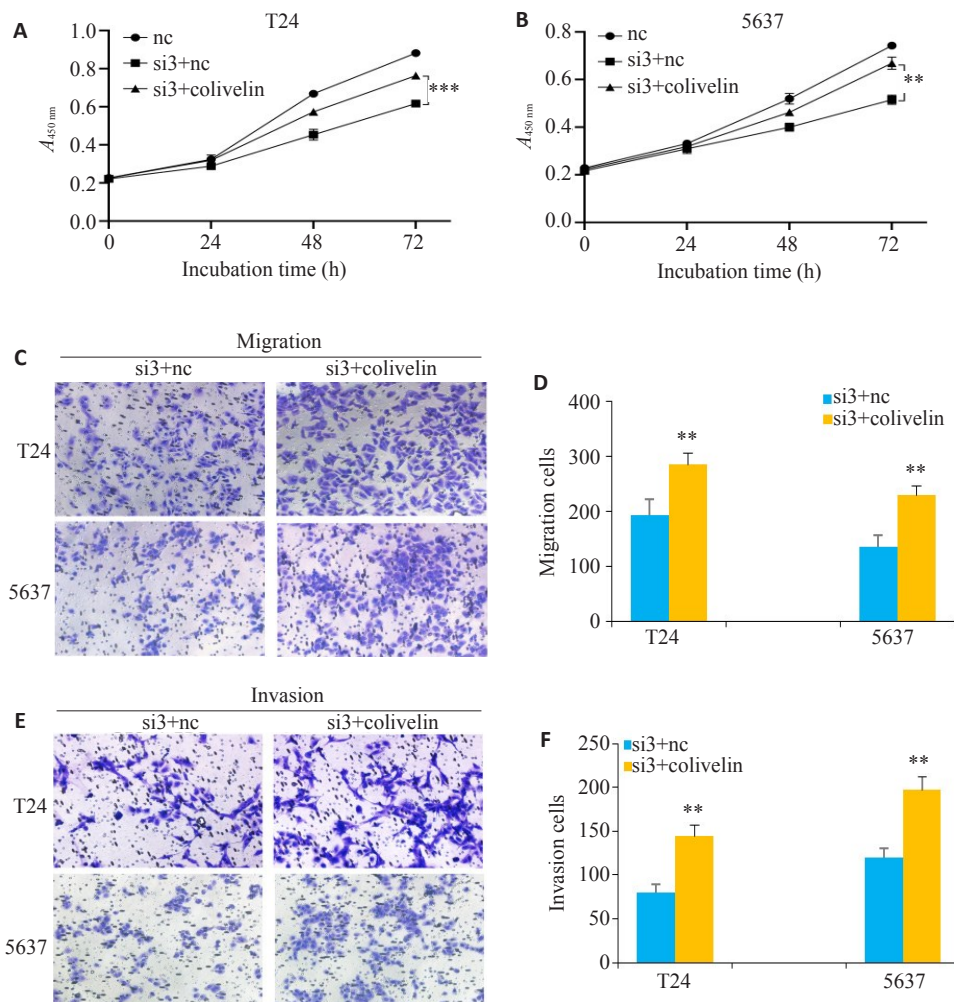 A
T24
1.0
0.8
0.6
0.4
0.2
0.0
A450 nm
nc
si3+nc
si3+colivelin
***
0 24 48 72
Incubation time (h)
B
5637
0.8
0.6
0.4
0.2
0.0
A450 nm
nc
si3+nc
si3+colivelin
**
0 24 48 72
Incubation time (h)
C
Migration
si3+nc si3+colivelin
T24
5637
D
si3+nc
si3+colivelin
400
300
200
100
0
Migration cells
**
**
T24 5637
E
Invasion
si3+nc si3+colivelin
T24
5637
F
si3+nc
si3+colivelin
250
200
150
100
50
0
Invasion cells
**
**
T24 5637